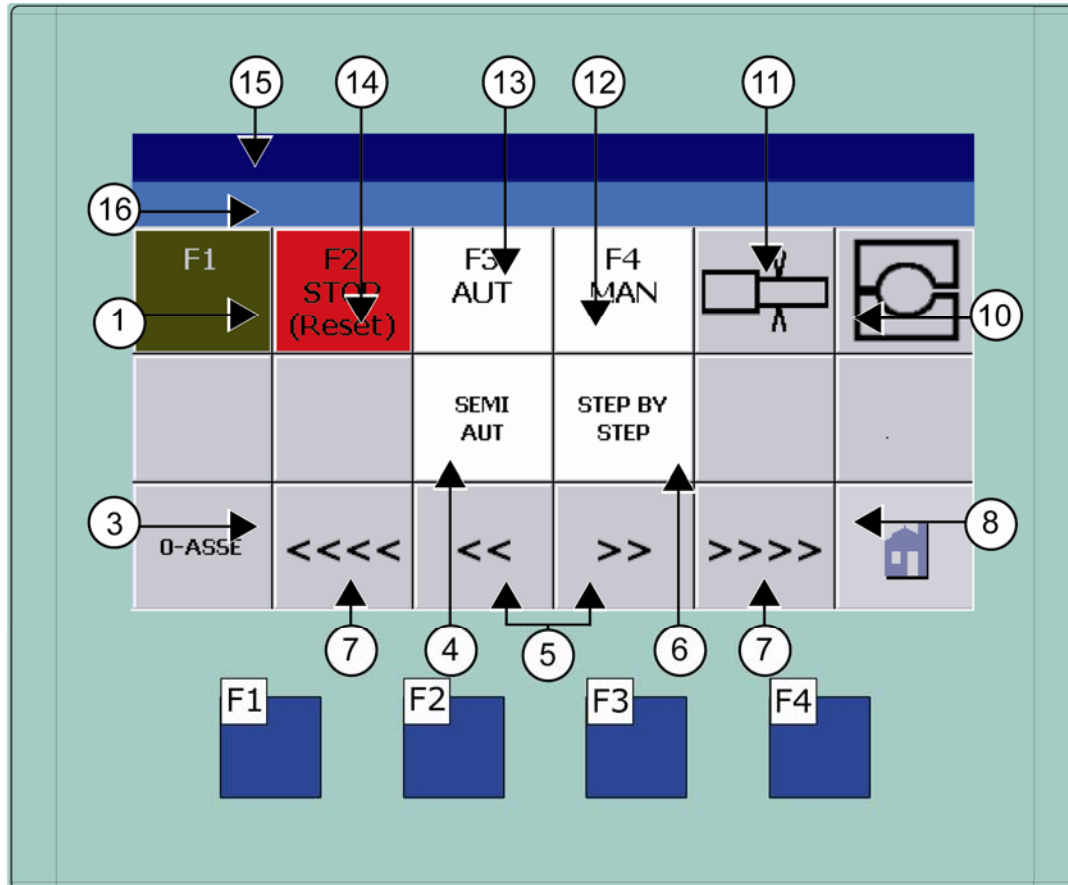 15
14
13
12
11
16
F1
F2
STOP
(Reset)
F3
AUT
F4
MAN
1
10
SEMI
AUT
STEP BY
STEP
3
0-ASSE
<<<<
<<
>>
>>>>
8
7
4
5
6
7
F1
F2
F3
F4